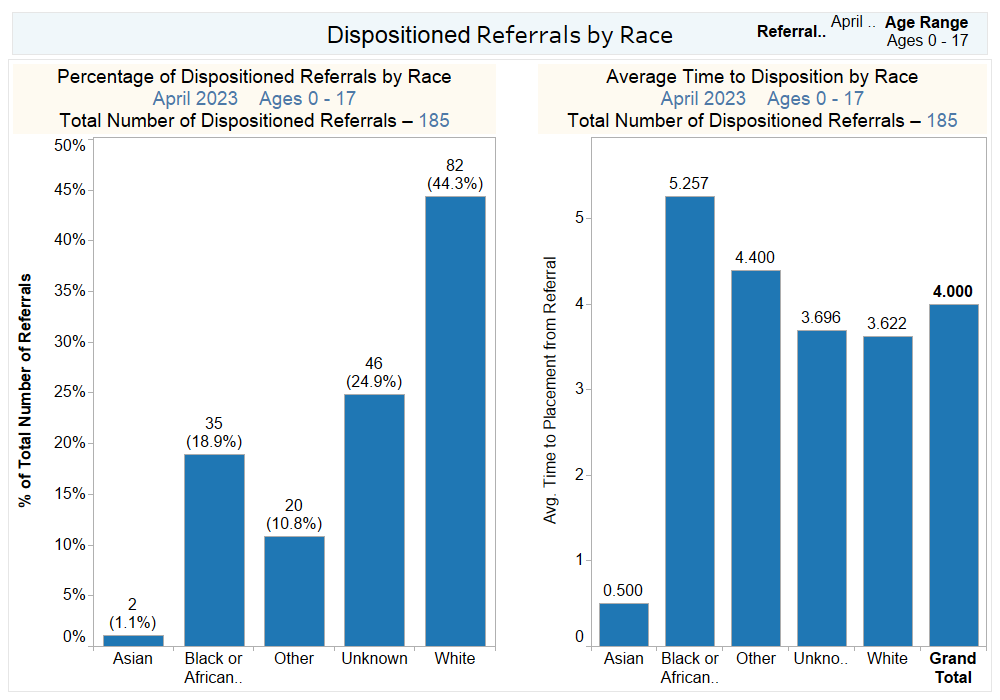 Dispositioned Referrals by Race
Referral.. April .. Age Range
Ages 0 - 17
Percentage of Dispositioned Referrals by Race
April 2023 Ages 0 - 17
Total Number of Dispositioned Referrals – 185
50%
45%
40%
35%
30%
25%
20%
15%
10%
5%
0%
% of Total Number of Referrals
2
(1.1%)
35
(18.9%)
20
(10.8%)
46
(24.9%)
82
(44.3%)
Asian
Black or
African..
Other
Unknown
White
Average Time to Disposition by Race
April 2023 Ages 0 - 17
Total Number of Dispositioned Referrals – 185
5
4
3
2
1
0
Avg. Time to Placement from Referral
0.500
5.257
4.400
3.696
3.622
4.000
Asian
Black or
African..
Other
Unkno..
White
Grand
Total